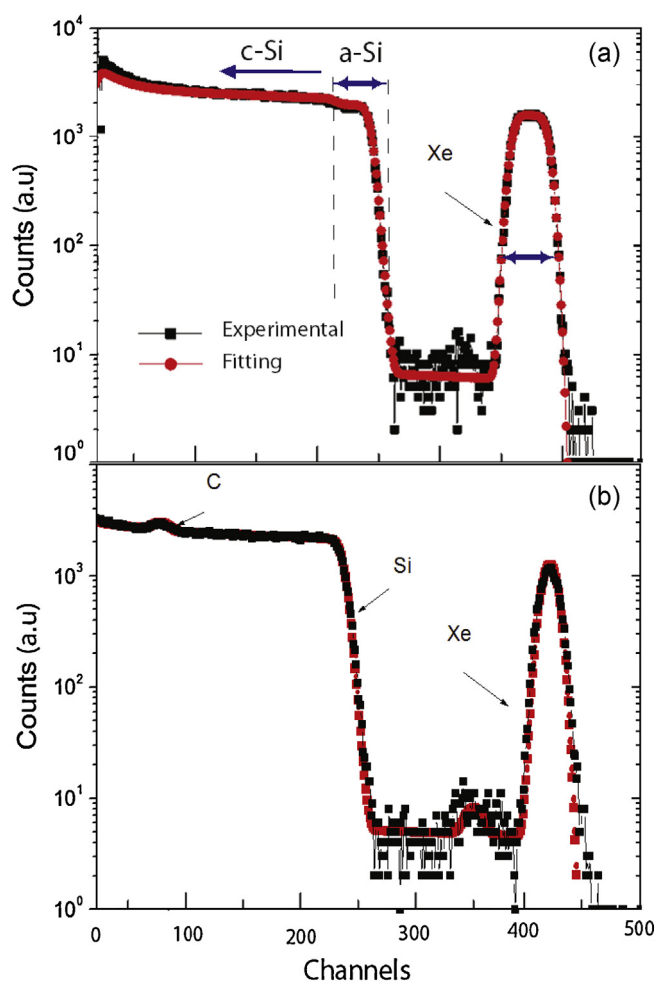 (a)
c-Si
a-Si
Xe
Experimental
Fitting
Counts (a.u)
10⁴
10³
10²
10¹
10⁰
(b)
C
Si
Xe
Counts (a.u)
10³
10²
10¹
10⁰
0 100 200 300 400 500
Channels